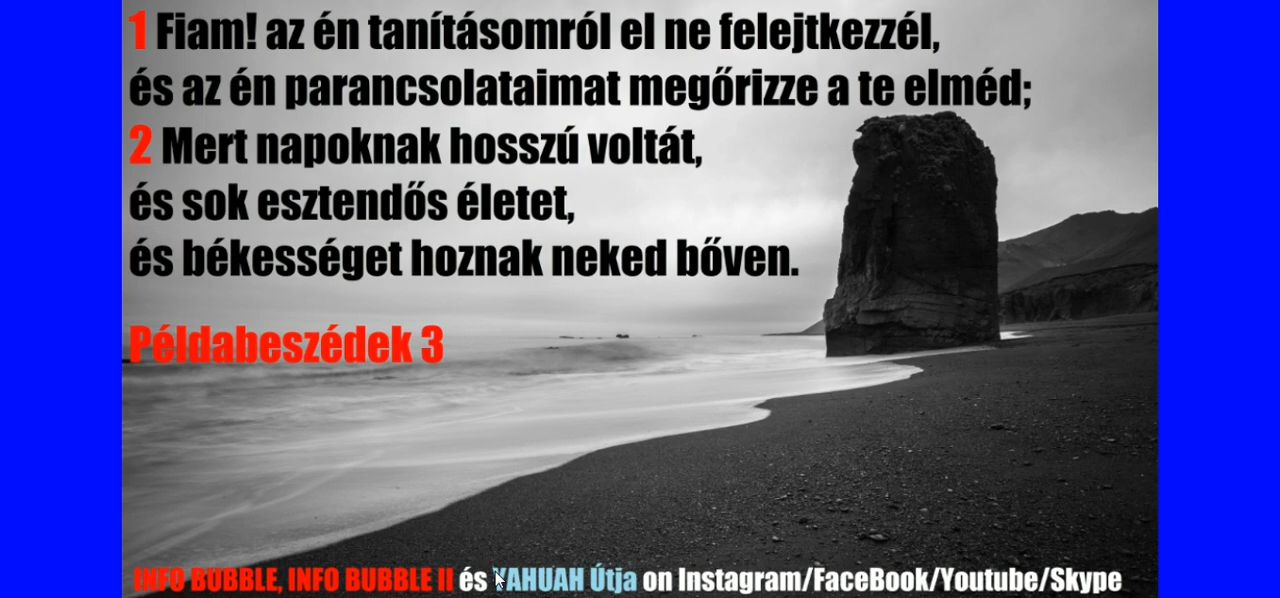 1 Fiam! az én tanításomról el ne felejtkezzél,
és az én parancsolataimat megőrizze a te elméd;
2 Mert napoknak hosszú voltát,
és sok esztendős életet,
és békességet hoznak neked bőven.
Példabeszédek 3
INFO BUBBLE, INFO BUBBLE II és YAHUAH Útja on Instagram/FaceBook/Youtube/Skype